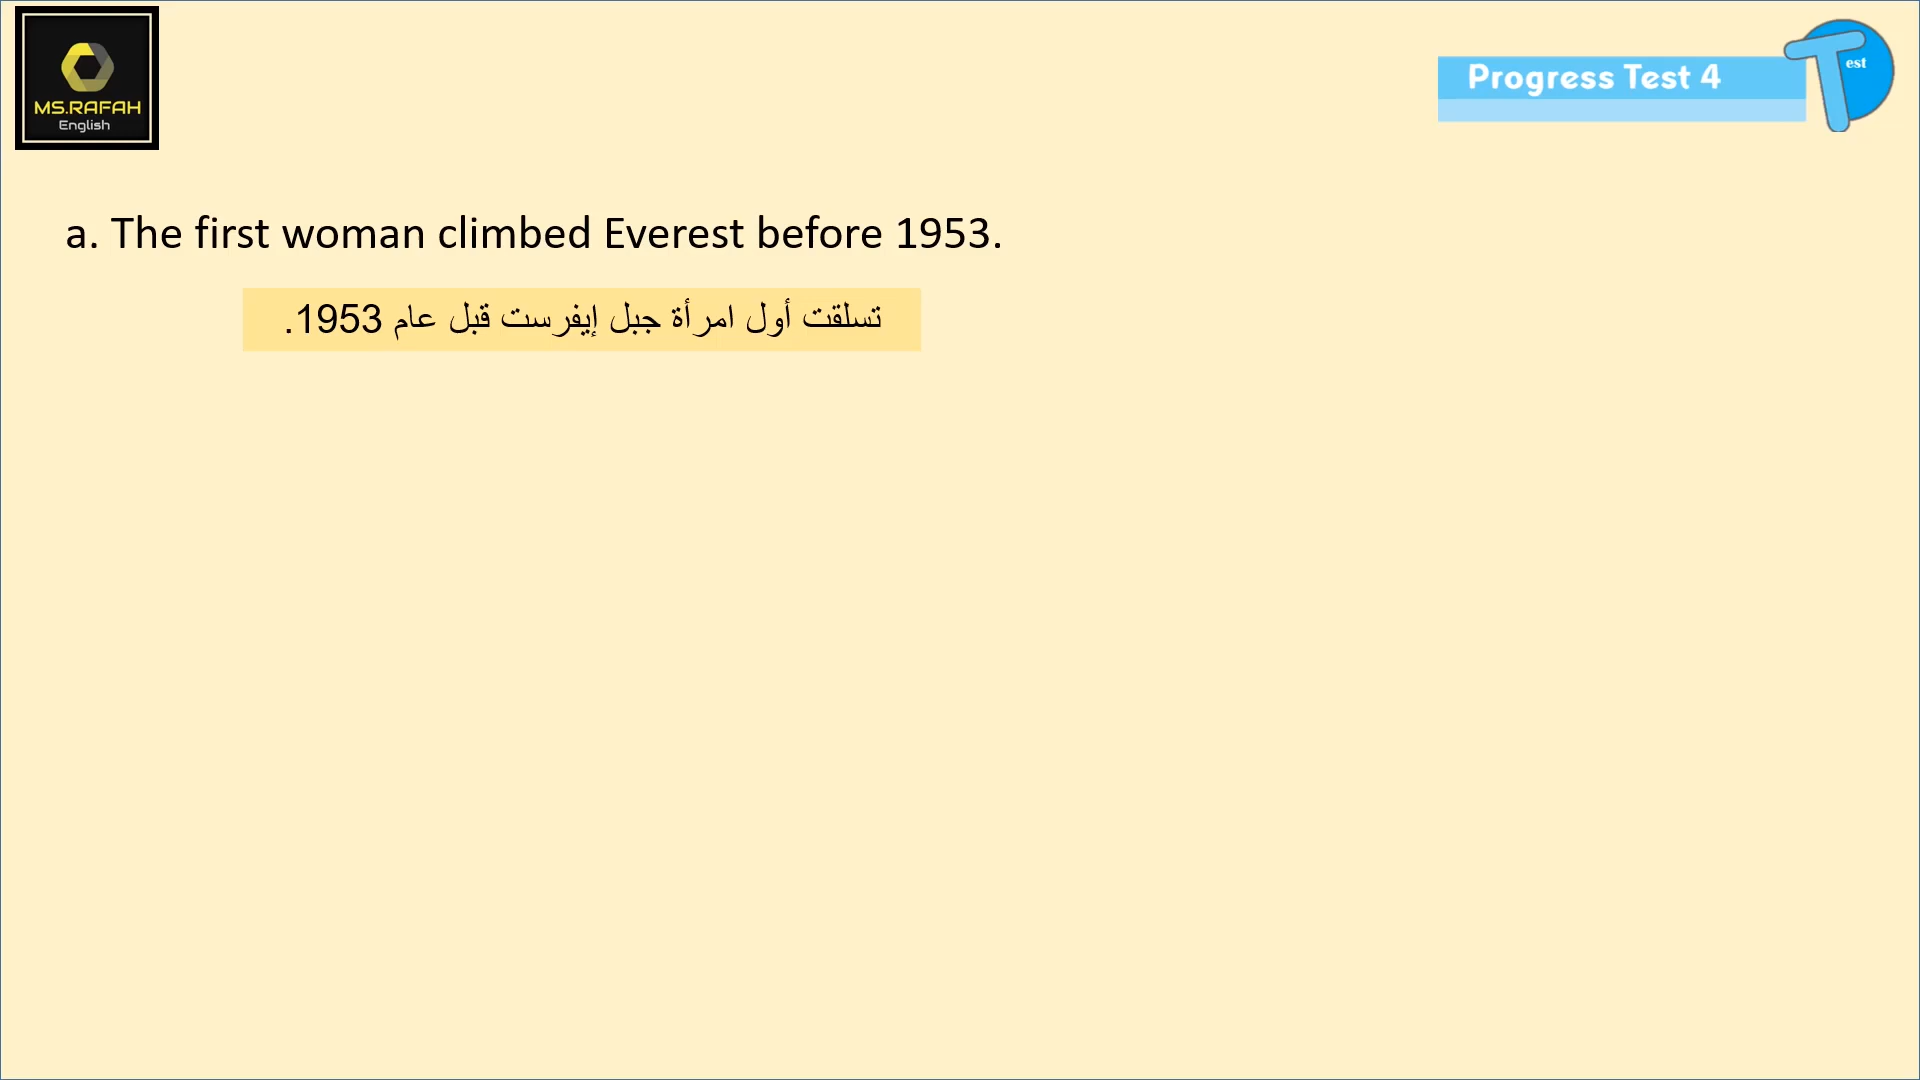 MS.RAFAH
English
Progress Test 4
Test
a. The first woman climbed Everest before 1953.
تسلقت أول امرأة جبل إيفرست قبل عام 1953.